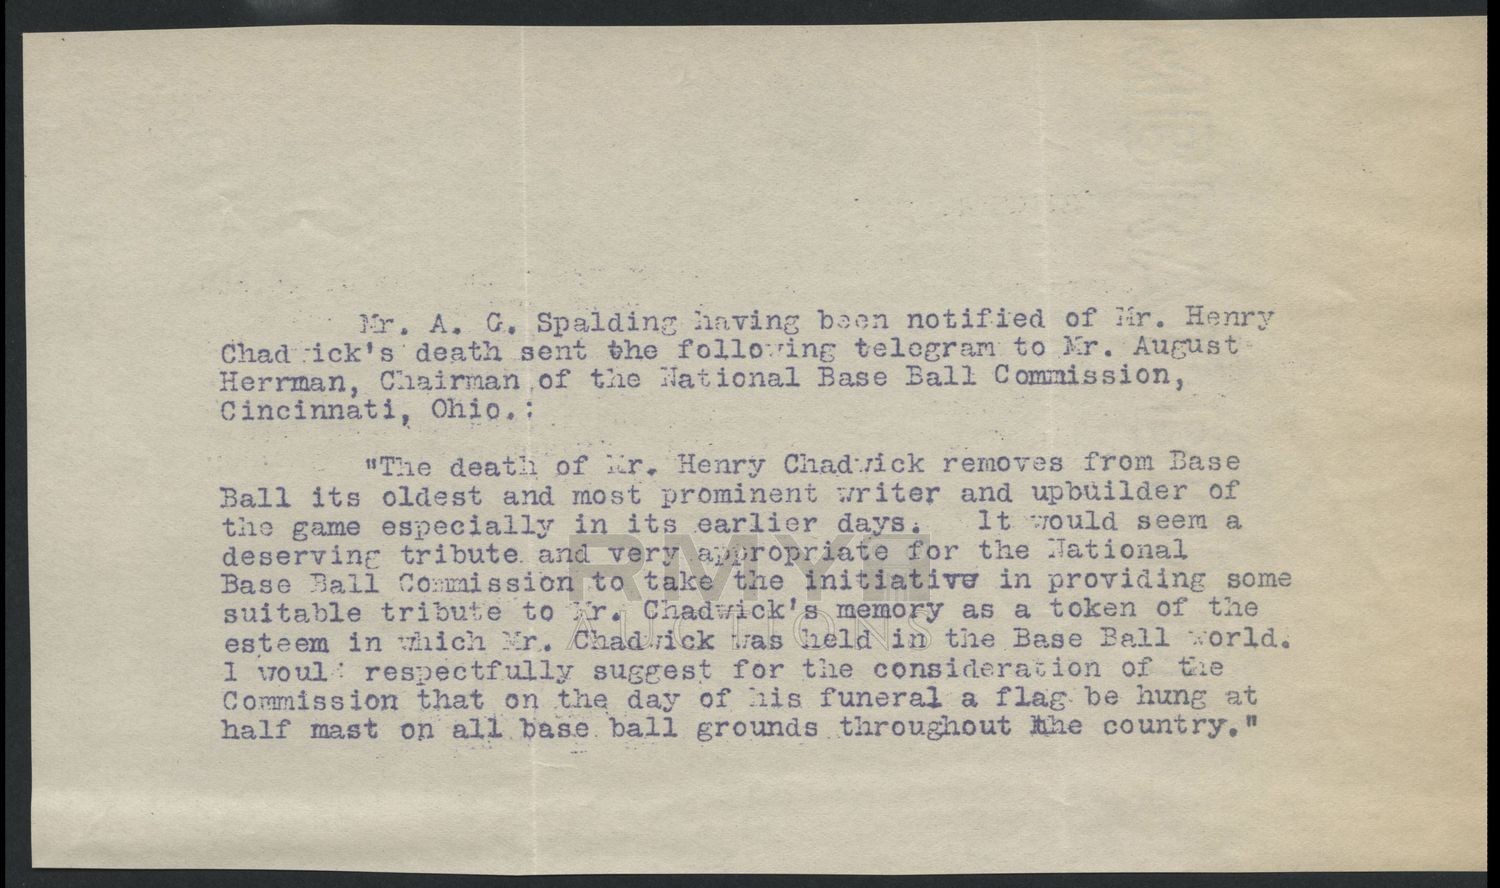 Mr. A. G. Spalding having been notified of Mr. Henry
Chadwick's death sent the following telegram to Mr. August
Herrman, Chairman of the National Base Ball Commission,
Cincinnati, Ohio.:
"The death of Mr. Henry Chadwick removes from Base
Ball its oldest and most prominent writer and upbuilder of
the game especially in its earlier days. It would seem a
deserving tribute and very appropriate for the National
Base Ball Commission to take the initiative in providing some
suitable tribute to Mr. Chadwick's memory as a token of the
esteem in which Mr. Chadwick was held in the Base Ball world.
I would respectfully suggest for the consideration of the
Commission that on the day of his funeral a flag be hung at
half mast on all base ball grounds throughout the country."
RMY
AUCTIONS